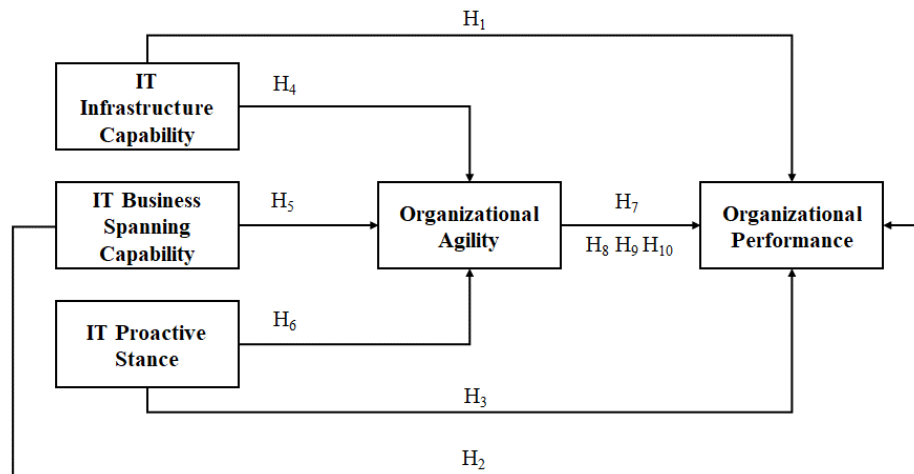 H₁
IT
Infrastructure
Capability
H₄
IT Business
Spanning
Capability
H₅
Organizational
Agility
H₇
H₈ H₉ H₁₀
Organizational
Performance
IT Proactive
Stance
H₆
H₃
H₂